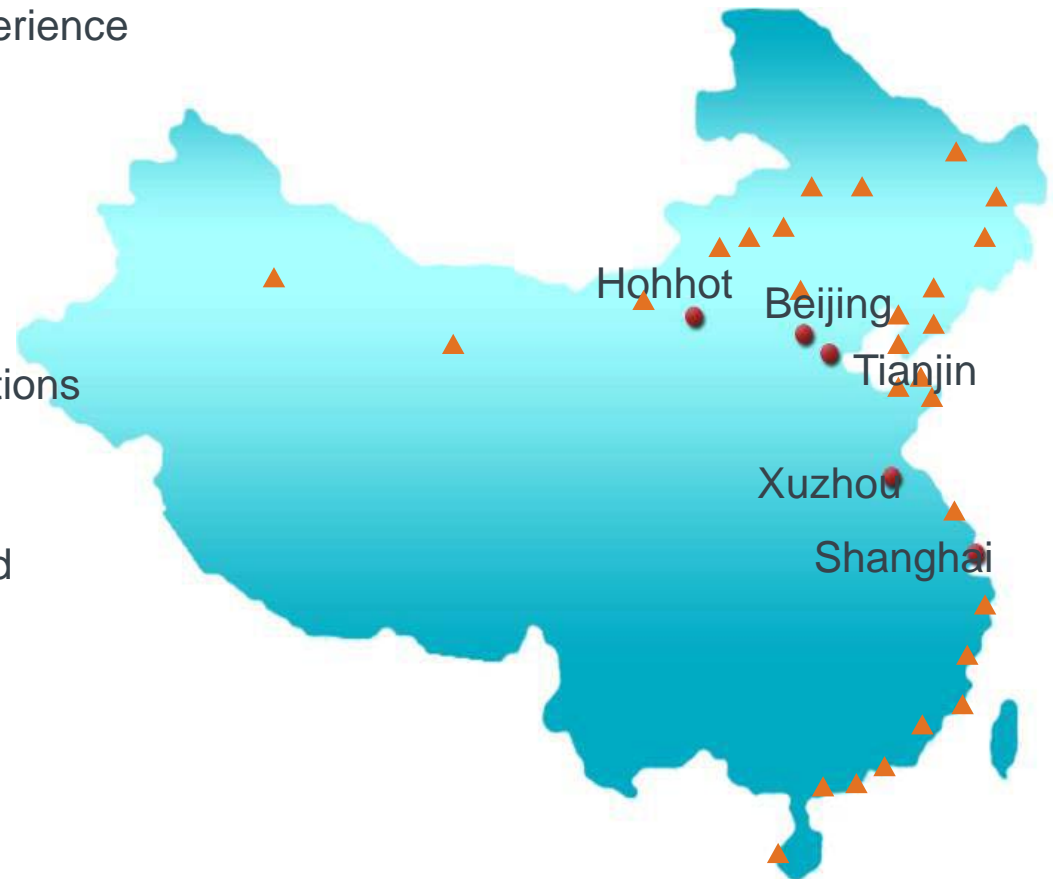 erience
Hohhot
Beijing
Tianjin
tions
Xuzhou
Shanghai
d